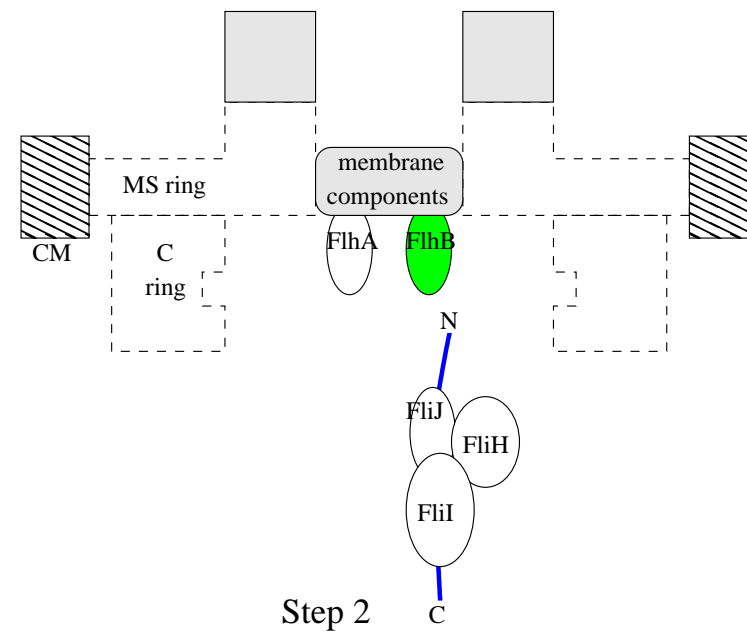 membrane
components
MS ring
CM
C
ring
FlhA
FlhB
N
FliJ
FliH
FliI
Step 2
C